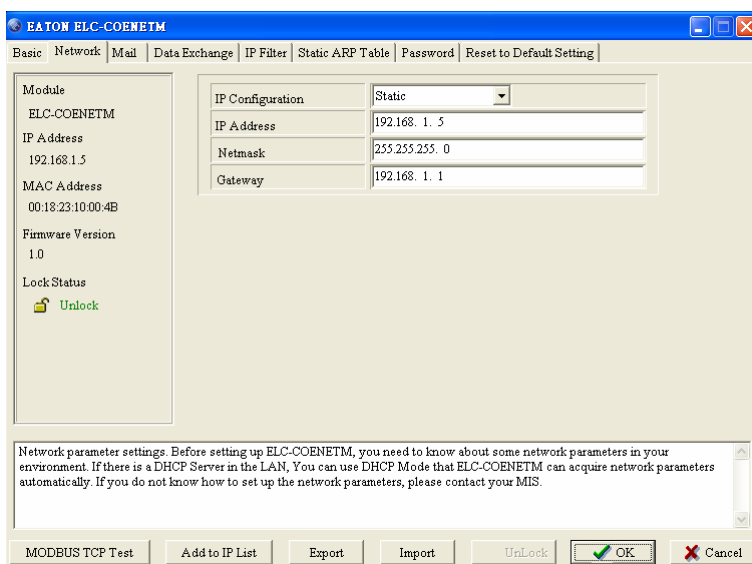 EATON ELC-COENETM
Basic Network Mail Data Exchange IP Filter Static ARP Table Password Reset to Default Setting
Module
ELC-COENETM
IP Address
192.168.1.5
MAC Address
00:18:23:10:00:4B
Firmware Version
1.0
Lock Status
Unlock
IP Configuration Static
IP Address 192.168. 1. 5
Netmask 255.255.255. 0
Gateway 192.168. 1. 1
Network parameter settings. Before setting up ELC-COENETM, you need to know about some network parameters in your
environment. If there is a DHCP Server in the LAN, You can use DHCP Mode that ELC-COENETM can acquire network parameters
automatically. If you do not know how to set up the network parameters, please contact your MIS.
MODBUS TCP Test Add to IP List Export Import UnLock OK Cancel